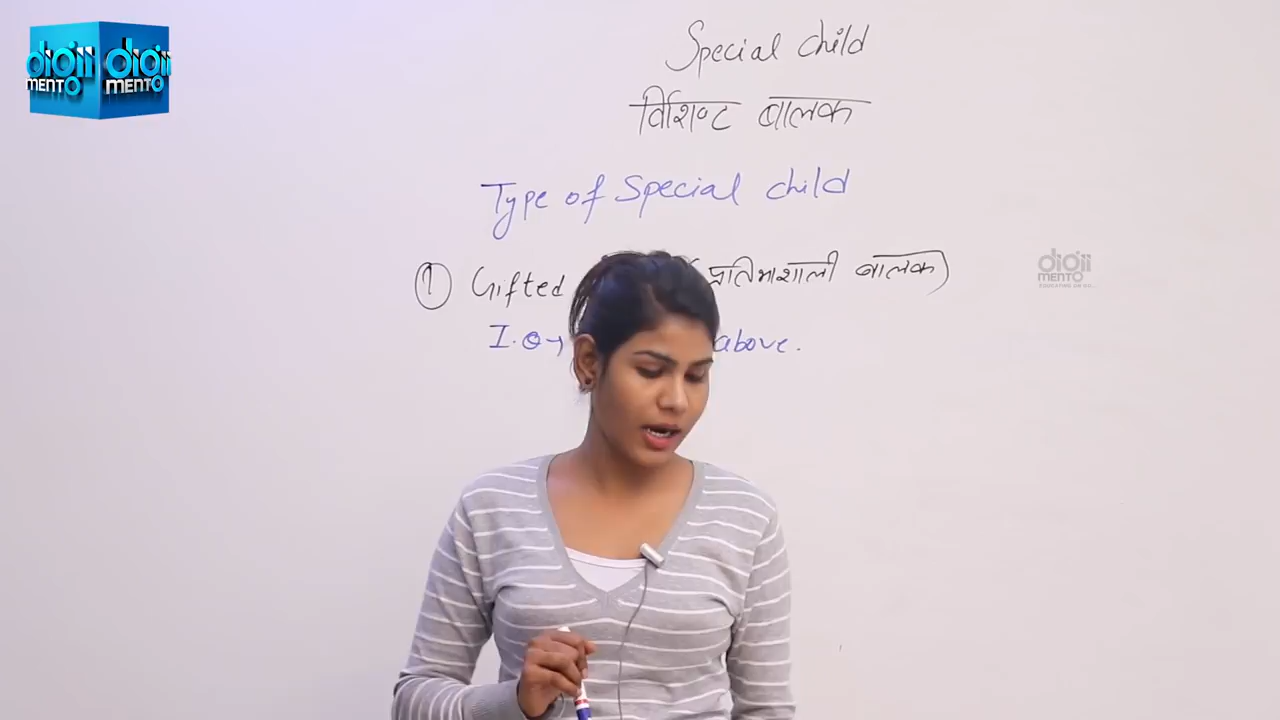 digii digii
MENTO MENTO
Special child
विशिष्ट बालक
Type of Special child
① Gifted प्रतिभाशाली बालक)
digii
MENTO
I.Q→ above.